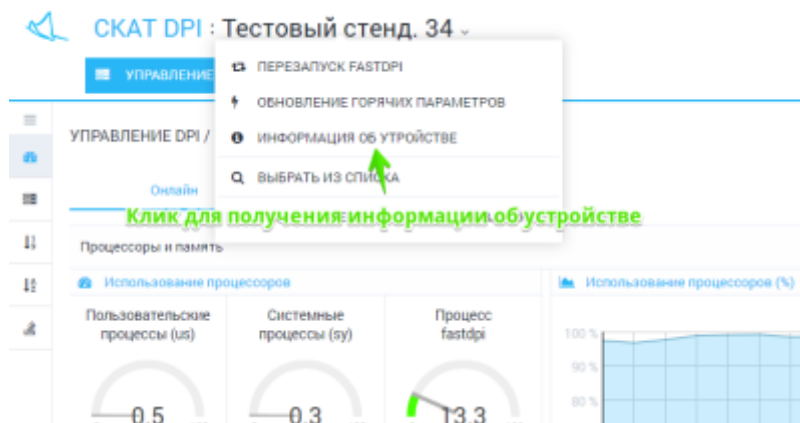 СКАТ DPI : Тестовый стенд. 34
УПРАВЛЕНИЕ
ПЕРЕЗАПУСК FASTDPI
ОБНОВЛЕНИЕ ГОРЯЧИХ ПАРАМЕТРОВ
ИНФОРМАЦИЯ ОБ УТРОЙСТВЕ
ВЫБРАТЬ ИЗ СПИСКА
УПРАВЛЕНИЕ DPI /
Онлайн
Клик для получения информации об устройстве
Процессоры и память
Использование процессоров
Использование процессоров (%)
Пользовательские процессы (us)
Системные процессы (sy)
Процесс fastdpi
100 %
90 %
80 %
0.5
0.3
13.3